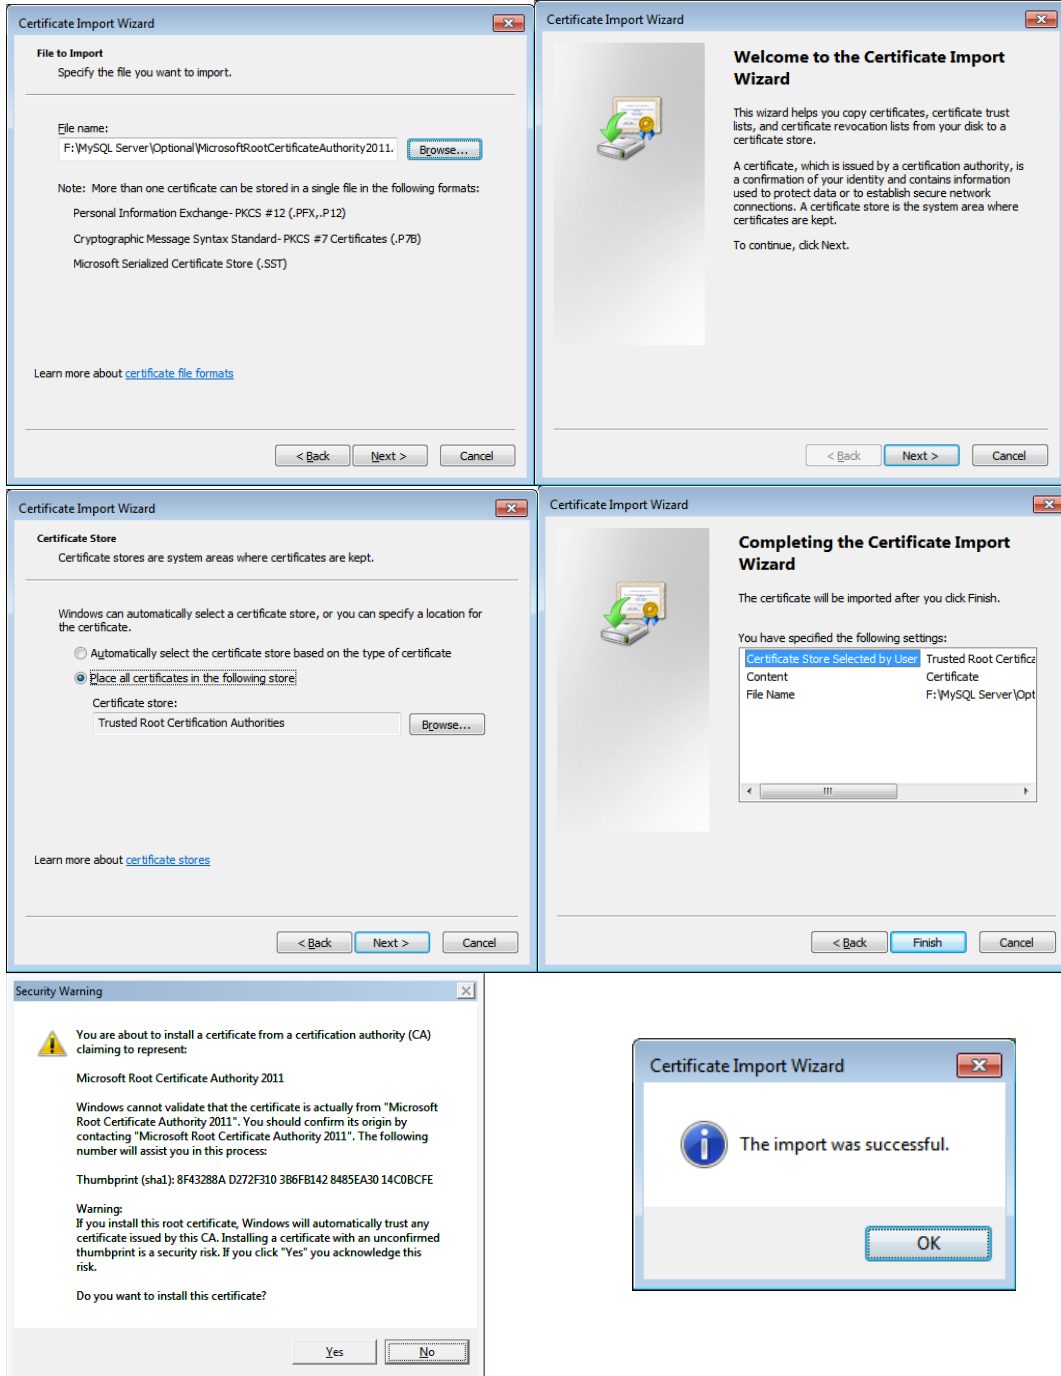 Certificate Import Wizard
File to Import
Specify the file you want to import.
File name:
F:\MySQL Server\Optional\MicrosoftRootCertificateAuthority2011.
Browse...
Note: More than one certificate can be stored in a single file in the following formats:
Personal Information Exchange- PKCS #12 (.PFX,.P12)
Cryptographic Message Syntax Standard- PKCS #7 Certificates (.P7B)
Microsoft Serialized Certificate Store (.SST)
Learn more about certificate file formats
< Back
Next >
Cancel
Certificate Import Wizard
Welcome to the Certificate Import
Wizard
This wizard helps you copy certificates, certificate trust
lists, and certificate revocation lists from your disk to a
certificate store.
A certificate, which is issued by a certification authority, is
a confirmation of your identity and contains information
used to protect data or to establish secure network
connections. A certificate store is the system area where
certificates are kept.
To continue, click Next.
< Back
Next >
Cancel
Certificate Import Wizard
Certificate Store
Certificate stores are system areas where certificates are kept.
Windows can automatically select a certificate store, or you can specify a location for
the certificate.
Automatically select the certificate store based on the type of certificate
Place all certificates in the following store
Certificate store:
Trusted Root Certification Authorities
Browse...
Learn more about certificate stores
< Back
Next >
Cancel
Certificate Import Wizard
Completing the Certificate Import
Wizard
The certificate will be imported after you click Finish.
You have specified the following settings:
Certificate Store Selected by User Trusted Root Certifica
Content Certificate
File Name F:\MySQL Server\Opt
< Back
Finish
Cancel
Security Warning
You are about to install a certificate from a certification authority (CA)
claiming to represent:
Microsoft Root Certificate Authority 2011
Windows cannot validate that the certificate is actually from "Microsoft
Root Certificate Authority 2011". You should confirm its origin by
contacting "Microsoft Root Certificate Authority 2011". The following
number will assist you in this process:
Thumbprint (sha1): 8F43288A D272F310 3B6FB142 8485EA30 14C0BCFE
Warning:
If you install this root certificate, Windows will automatically trust any
certificate issued by this CA. Installing a certificate with an unconfirmed
thumbprint is a security risk. If you click "Yes" you acknowledge this
risk.
Do you want to install this certificate?
Yes
No
Certificate Import Wizard
The import was successful.
OK